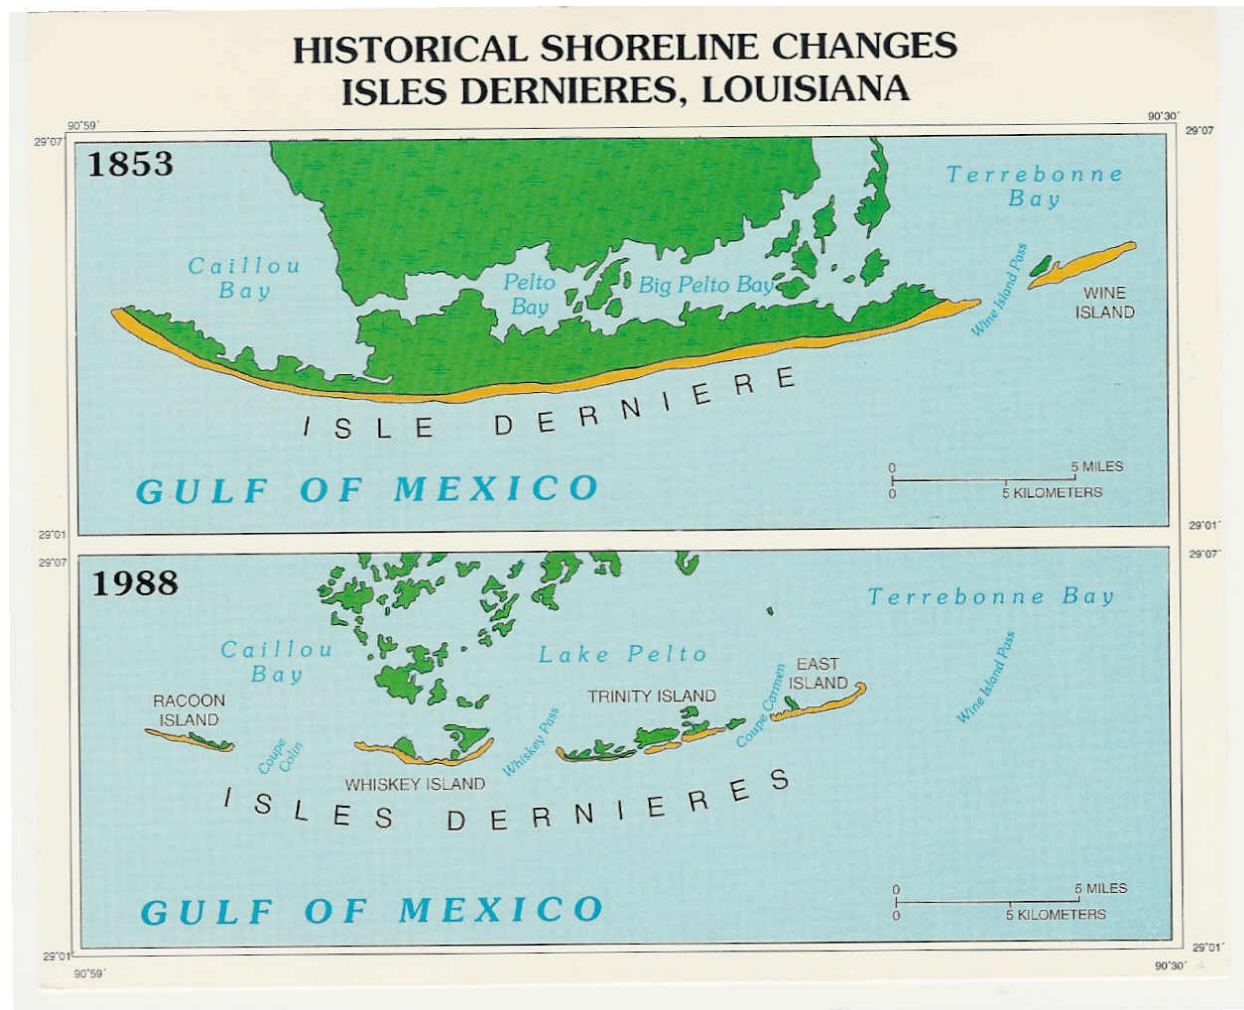 HISTORICAL SHORELINE CHANGES
ISLES DERNIERES, LOUISIANA
90°59'
90°30'
29°07'
29°07
1853
Terrebonne
Bay
Caillou
Bay
Pelto
Bay
Big Pelto Bay
Wine Island Pass
WINE
ISLAND
ISLE DERNIERE
GULF OF MEXICO
0
5 MILES
0
5 KILOMETERS
29°01
29°01'
29°07
29°07'
1988
Terrebonne Bay
Caillou
Bay
Lake Pelto
Wine Island Pass
EAST
ISLAND
Coupe Carmen
RACOON
ISLAND
TRINITY ISLAND
Coupe
Colin
Whiskey Pass
WHISKEY ISLAND
ISLES DERNIERES
GULF OF MEXICO
0
5 MILES
0
5 KILOMETERS
29°01'
29°01'
90°59'
90°30'